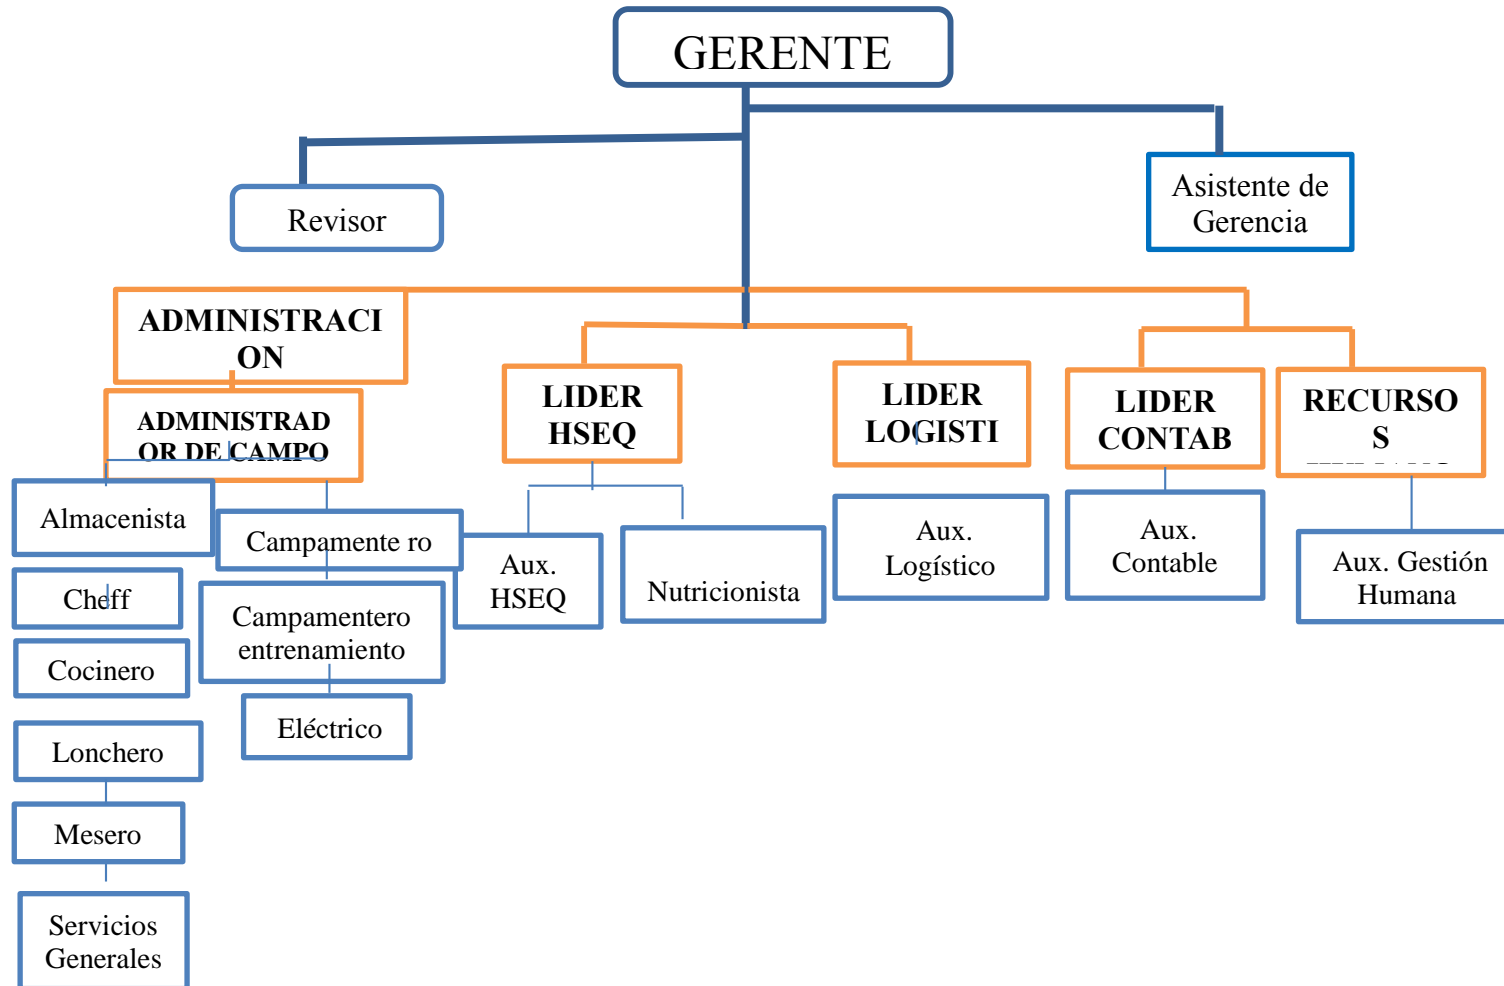 GERENTE
Revisor
Asistente de
Gerencia
ADMINISTRACI
ON
ADMINISTRAD
OR DE CAMPO
LIDER
HSEQ
LIDER
LOGISTI
LIDER
CONTAB
RECURSO
S
Almacenista
Campamente ro
Aux.
HSEQ
Nutricionista
Aux.
Logístico
Aux.
Contable
Aux. Gestión
Humana
Cheff
Campamentero
entrenamiento
Cocinero
Eléctrico
Lonchero
Mesero
Servicios
Generales